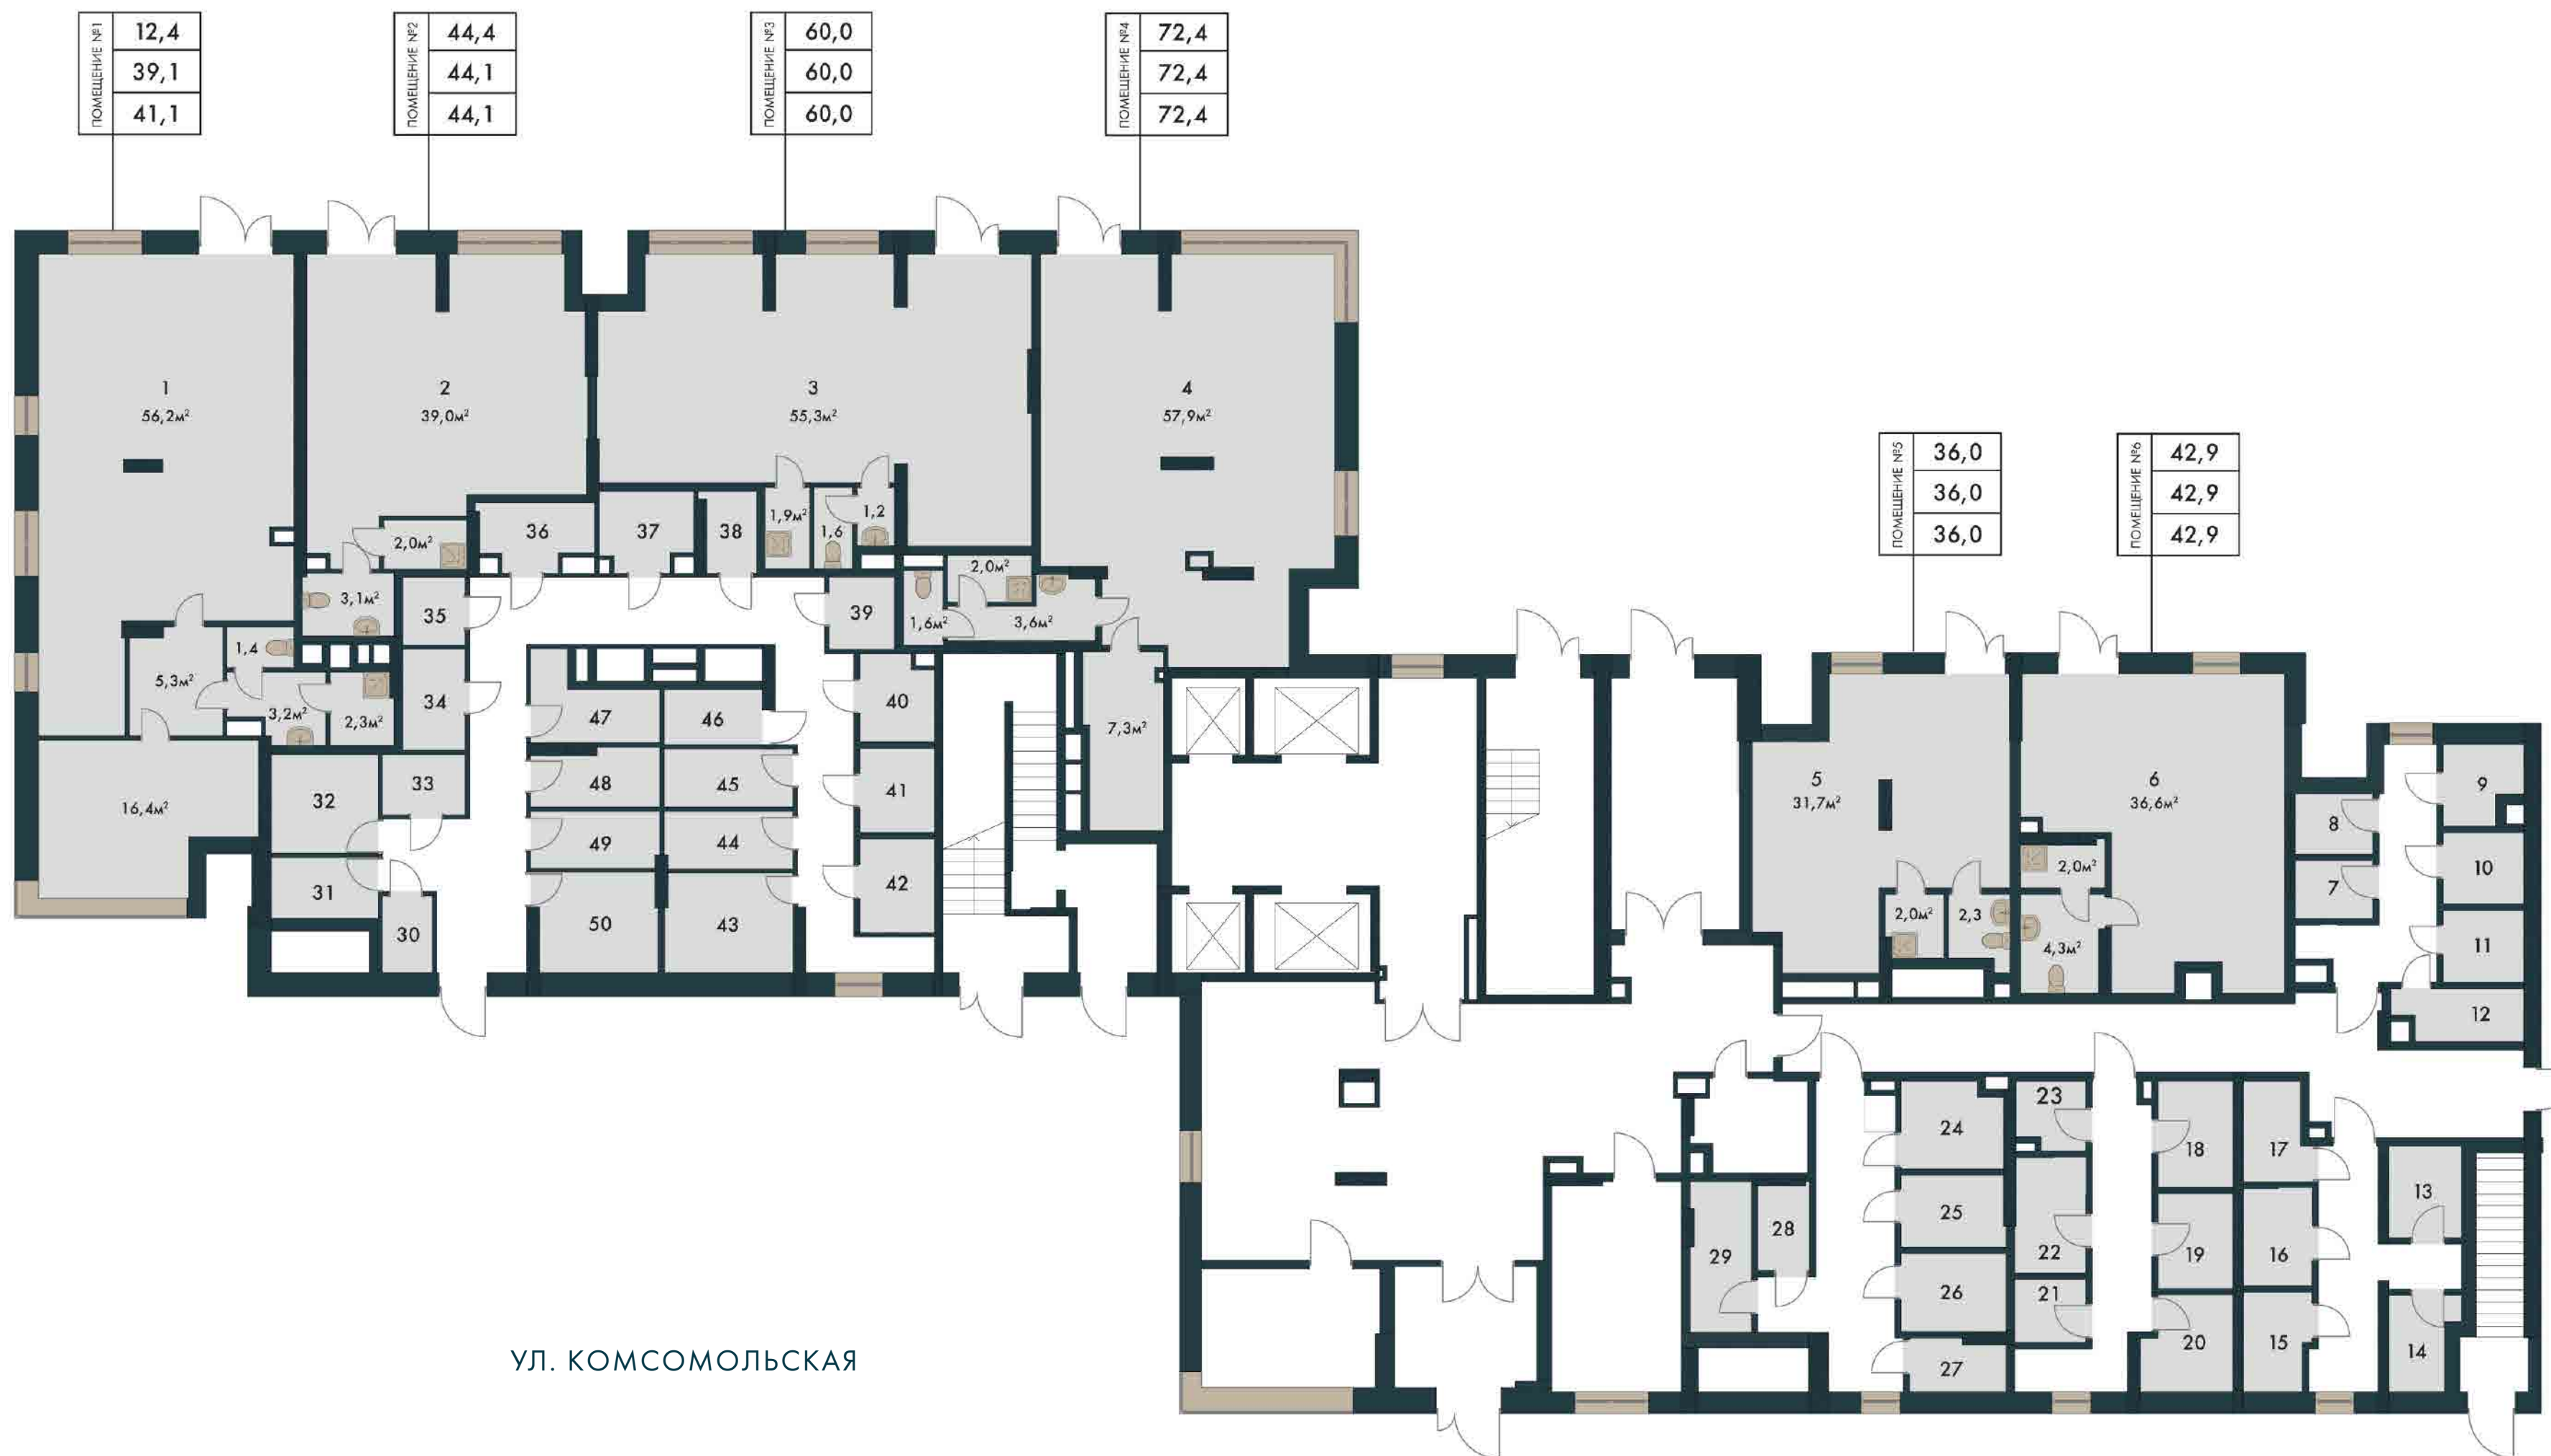 ПОМЕЩЕНИЕ №1
12,4
39,1
41,1
ПОМЕЩЕНИЕ №2
44,4
44,1
44,1
ПОМЕЩЕНИЕ №3
60,0
60,0
60,0
ПОМЕЩЕНИЕ №4
72,4
72,4
72,4
1
56,2м²
2
39,0м²
3
55,3м²
4
57,9м²
ПОМЕЩЕНИЕ №5
36,0
36,0
36,0
ПОМЕЩЕНИЕ №6
42,9
42,9
42,9
2,0м²
36
37
38
1,9м²
1,6
1,2
3,1м²
35
39
2,0м²
1,6м²
3,6м²
1,4
5,3м²
3,2м²
2,3м²
34
47
46
40
7,3м²
16,4м²
32
33
48
45
41
31
49
44
42
30
50
43
5
31,7м²
6
36,6м²
9
8
7
10
2,0м²
2,0м²
2,3
4,3м²
11
12
24
23
18
17
13
25
22
19
16
28
29
26
21
20
15
14
27
УЛ. КОМСОМОЛЬСКАЯ